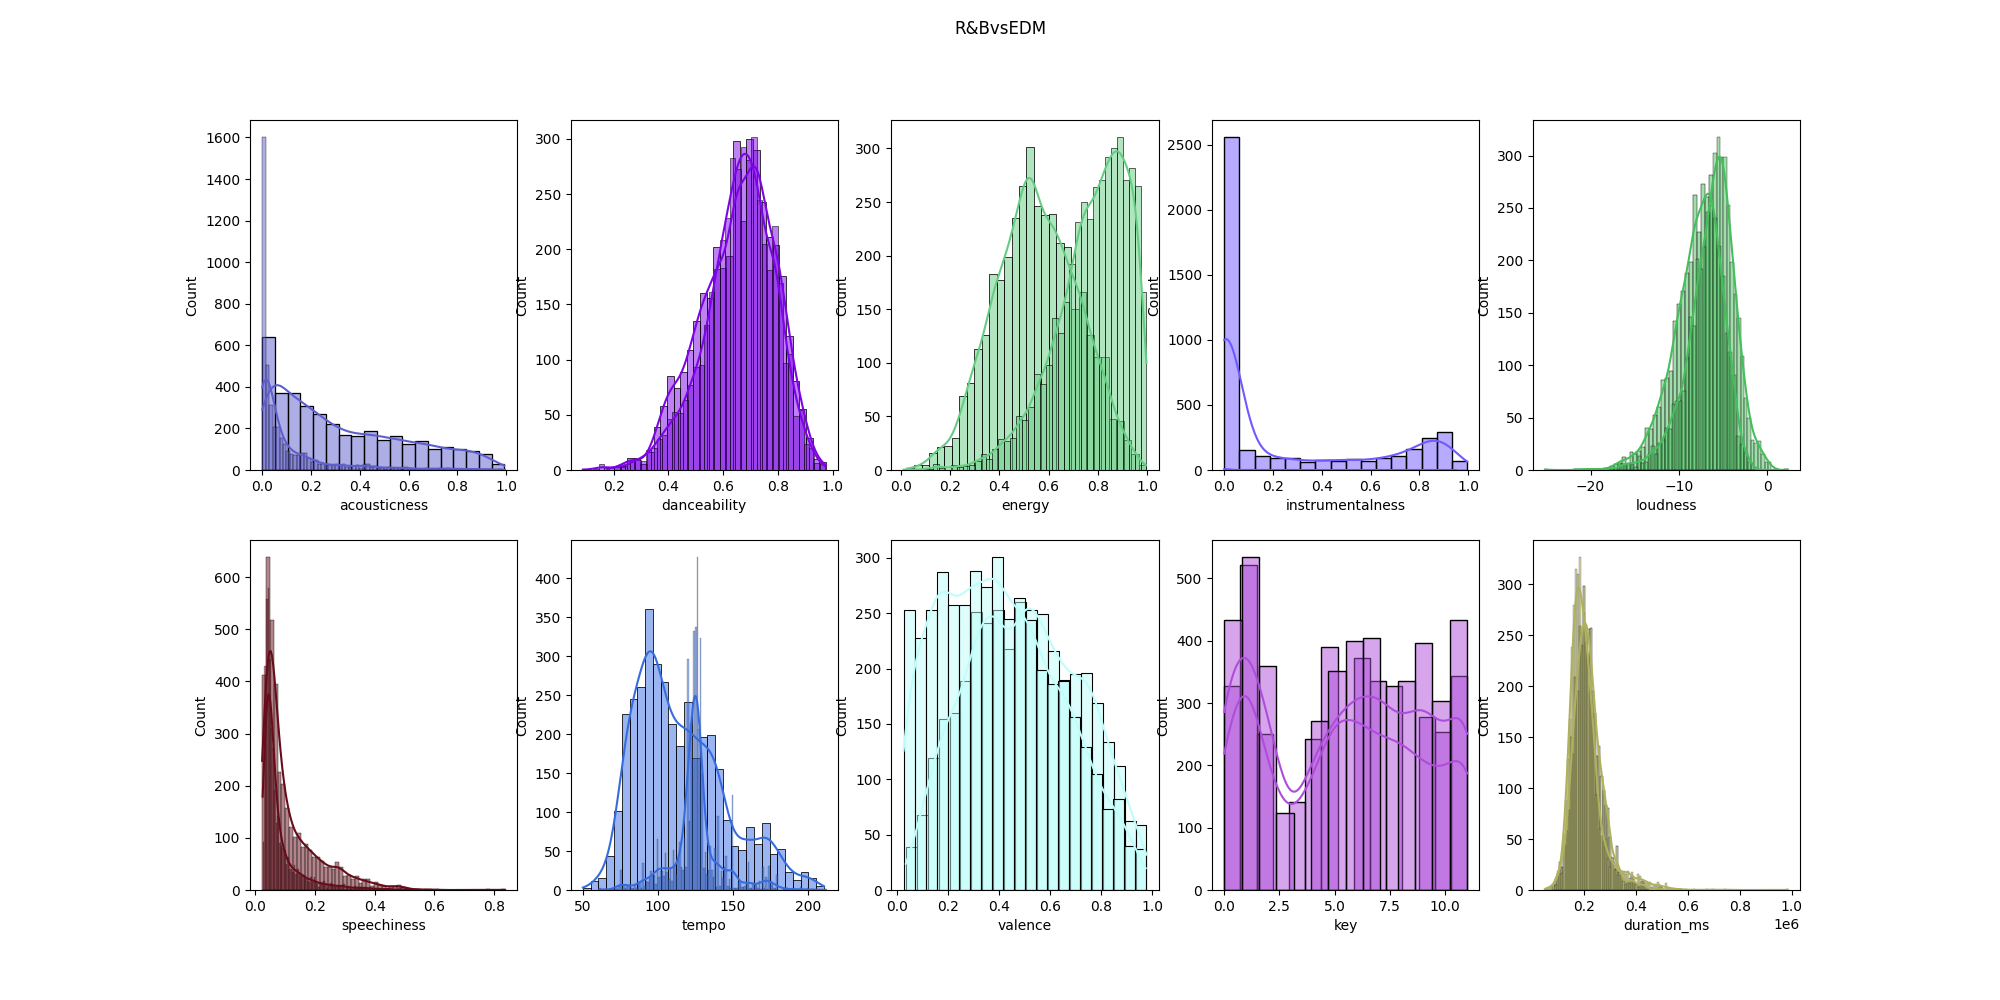 R&BvsEDM
1600
1400
1200
1000
800
600
400
200
0
Count
0.0 0.2 0.4 0.6 0.8 1.0
acousticness
300
250
200
150
100
50
0
Count
0.2 0.4 0.6 0.8 1.0
danceability
300
250
200
150
100
50
0
Count
0.0 0.2 0.4 0.6 0.8 1.0
energy
2500
2000
1500
1000
500
0
Count
0.0 0.2 0.4 0.6 0.8 1.0
instrumentalness
300
250
200
150
100
50
0
Count
−20 −10 0
loudness
600
500
400
300
200
100
0
Count
0.0 0.2 0.4 0.6 0.8
speechiness
400
350
300
250
200
150
100
50
0
Count
50 100 150 200
tempo
300
250
200
150
100
50
0
Count
0.0 0.2 0.4 0.6 0.8 1.0
valence
500
400
300
200
100
0
Count
0.0 2.5 5.0 7.5 10.0
key
300
250
200
150
100
50
0
Count
0.2 0.4 0.6 0.8 1.0
1e6
duration_ms